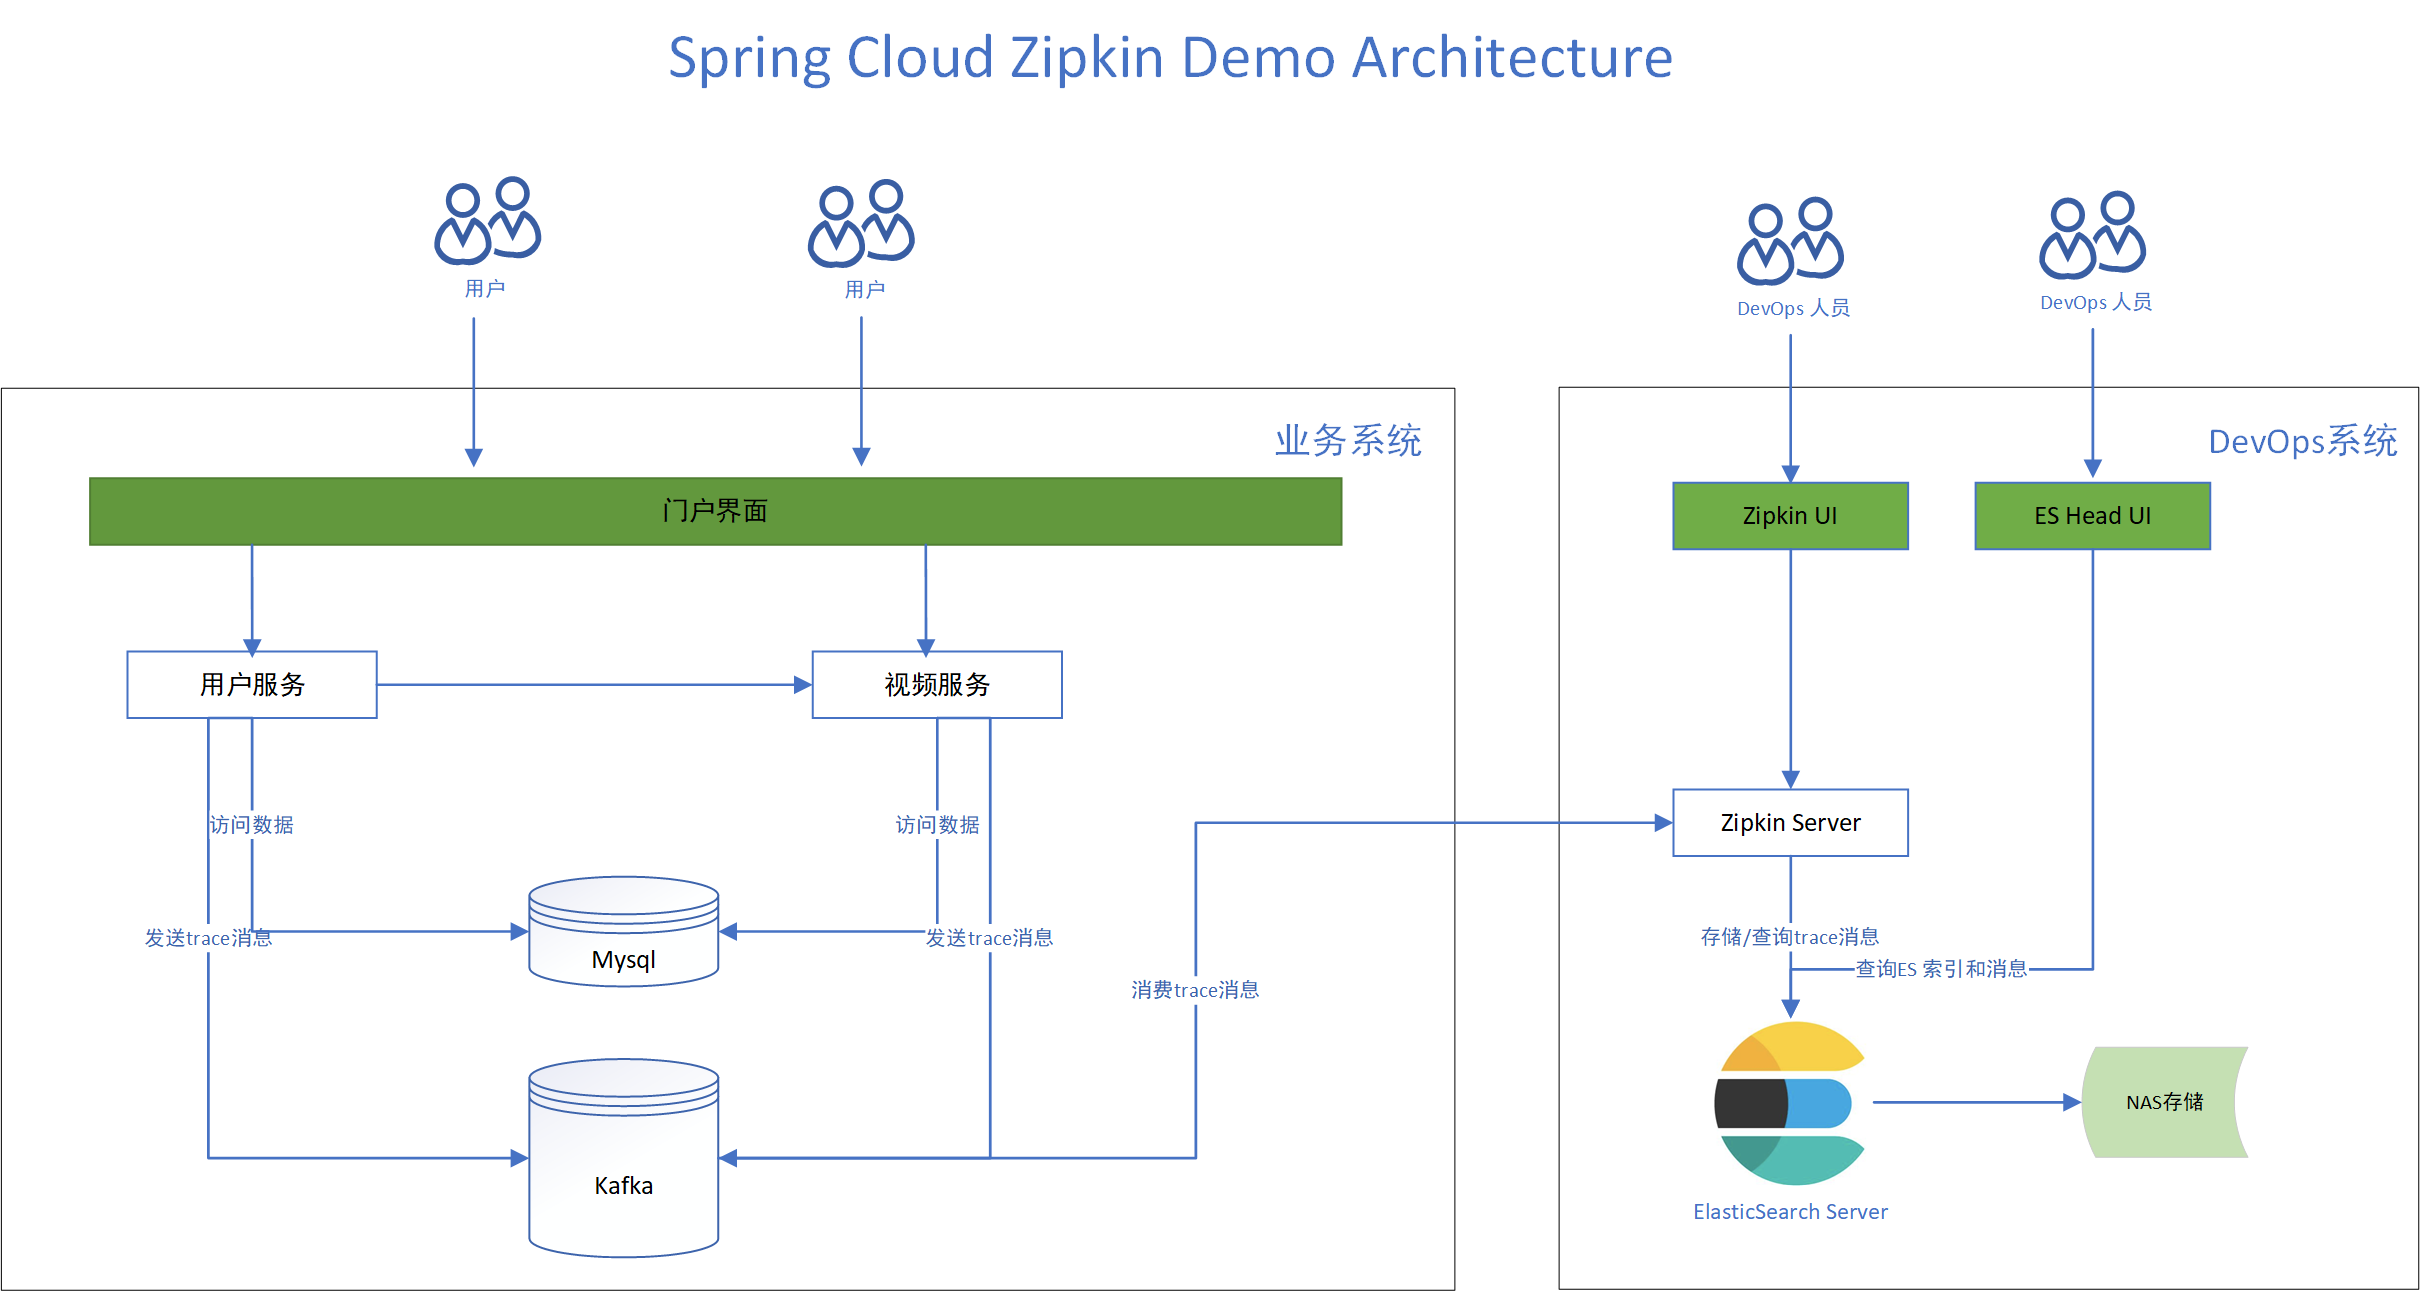 Spring Cloud Zipkin Demo Architecture
用户
用户
DevOps 人员
DevOps 人员
业务系统
DevOps系统
门户界面
Zipkin UI
ES Head UI
用户服务
视频服务
访问数据
访问数据
Zipkin Server
发送trace消息
发送trace消息
存储/查询trace消息
Mysql
查询ES 索引和消息
消费trace消息
NAS存储
Kafka
ElasticSearch Server